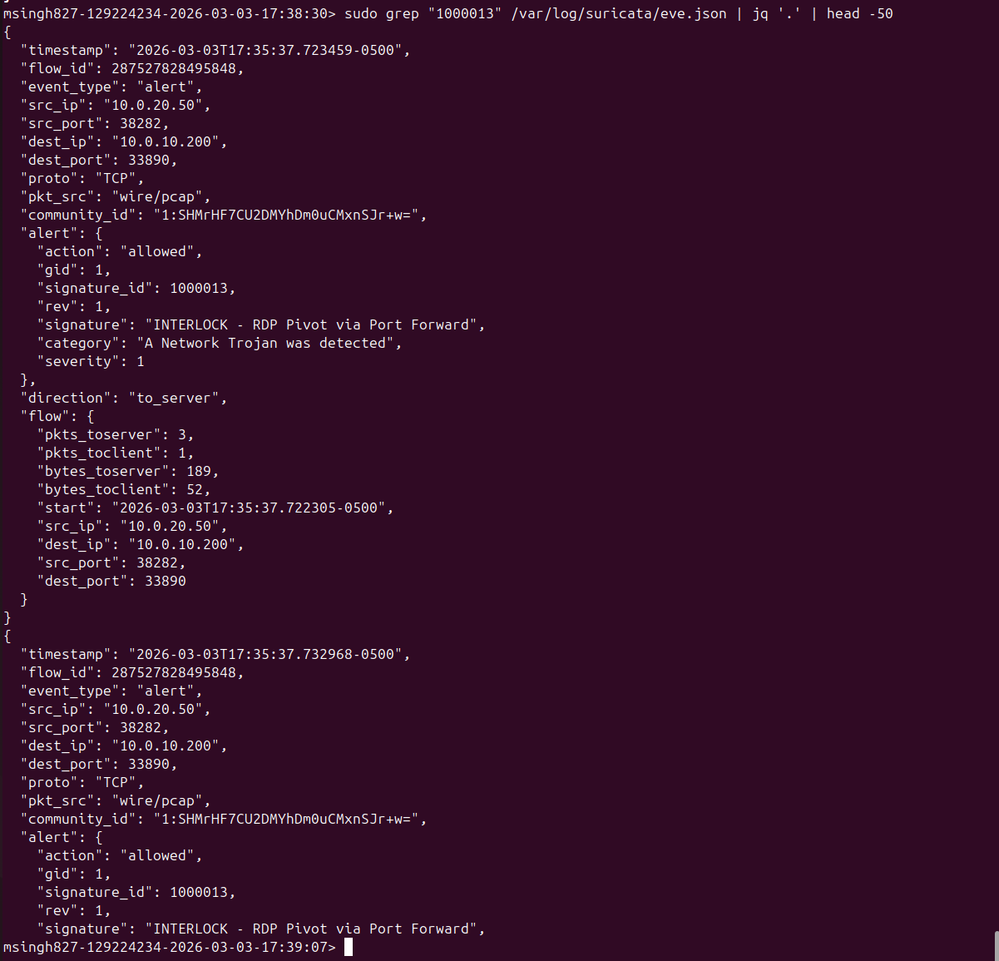 msingh827-129224234-2026-03-03-17:38:30> sudo grep "1000013" /var/log/suricata/eve.json | jq '.' | head -50
{
  "timestamp": "2026-03-03T17:35:37.723459-0500",
  "flow_id": 287527828495848,
  "event_type": "alert",
  "src_ip": "10.0.20.50",
  "src_port": 38282,
  "dest_ip": "10.0.10.200",
  "dest_port": 33890,
  "proto": "TCP",
  "pkt_src": "wire/pcap",
  "community_id": "1:SHMrHF7CU2DMYhDm0uCMxnSJr+w=",
  "alert": {
    "action": "allowed",
    "gid": 1,
    "signature_id": 1000013,
    "rev": 1,
    "signature": "INTERLOCK - RDP Pivot via Port Forward",
    "category": "A Network Trojan was detected",
    "severity": 1
  },
  "direction": "to_server",
  "flow": {
    "pkts_toserver": 3,
    "pkts_toclient": 1,
    "bytes_toserver": 189,
    "bytes_toclient": 52,
    "start": "2026-03-03T17:35:37.722305-0500",
    "src_ip": "10.0.20.50",
    "dest_ip": "10.0.10.200",
    "src_port": 38282,
    "dest_port": 33890
  }
}
{
  "timestamp": "2026-03-03T17:35:37.732968-0500",
  "flow_id": 287527828495848,
  "event_type": "alert",
  "src_ip": "10.0.20.50",
  "src_port": 38282,
  "dest_ip": "10.0.10.200",
  "dest_port": 33890,
  "proto": "TCP",
  "pkt_src": "wire/pcap",
  "community_id": "1:SHMrHF7CU2DMYhDm0uCMxnSJr+w=",
  "alert": {
    "action": "allowed",
    "gid": 1,
    "signature_id": 1000013,
    "rev": 1,
    "signature": "INTERLOCK - RDP Pivot via Port Forward",
msingh827-129224234-2026-03-03-17:39:07>